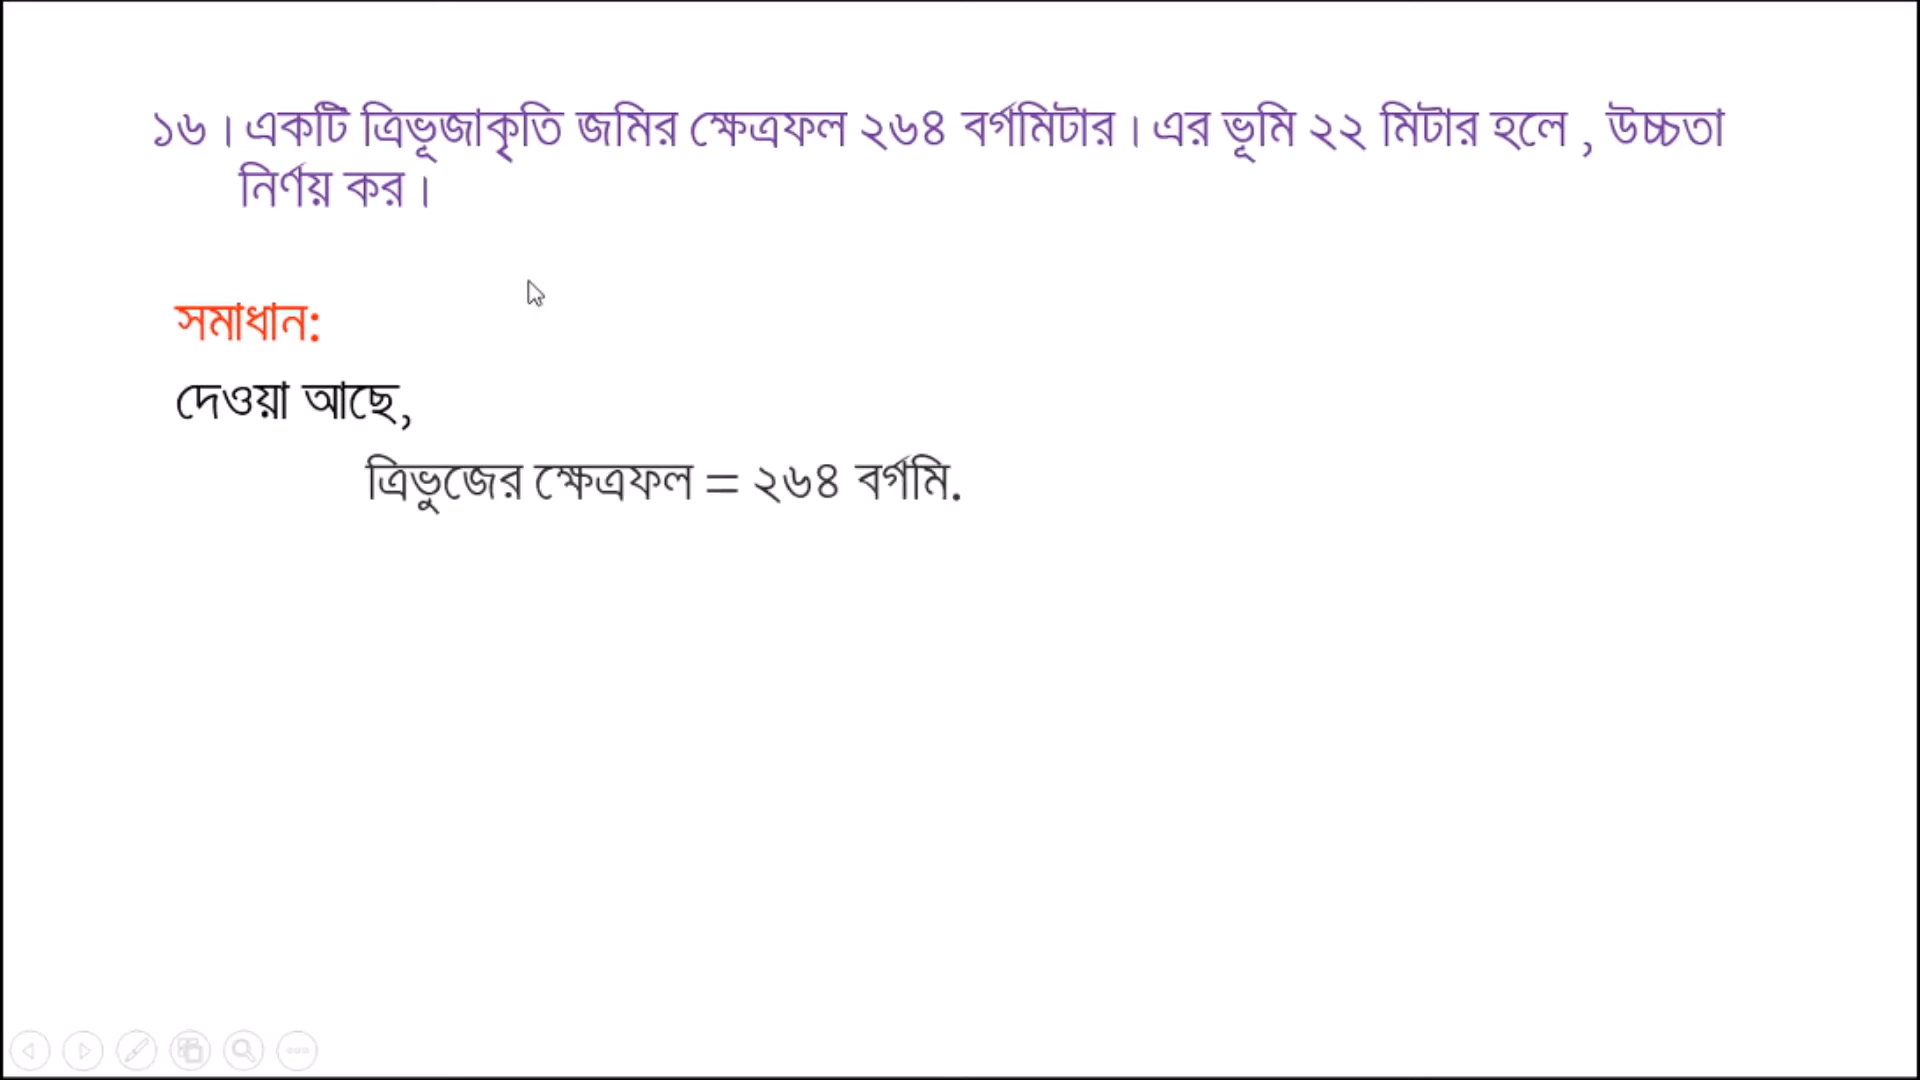 ১৬। একটি ত্রিভূজাকৃতি জমির ক্ষেত্রফল ২৬৪ বর্গমিটার। এর ভূমি ২২ মিটার হলে , উচ্চতা
নির্ণয় কর।
সমাধান:
দেওয়া আছে,
ত্রিভুজের ক্ষেত্রফল = ২৬৪ বর্গমি.